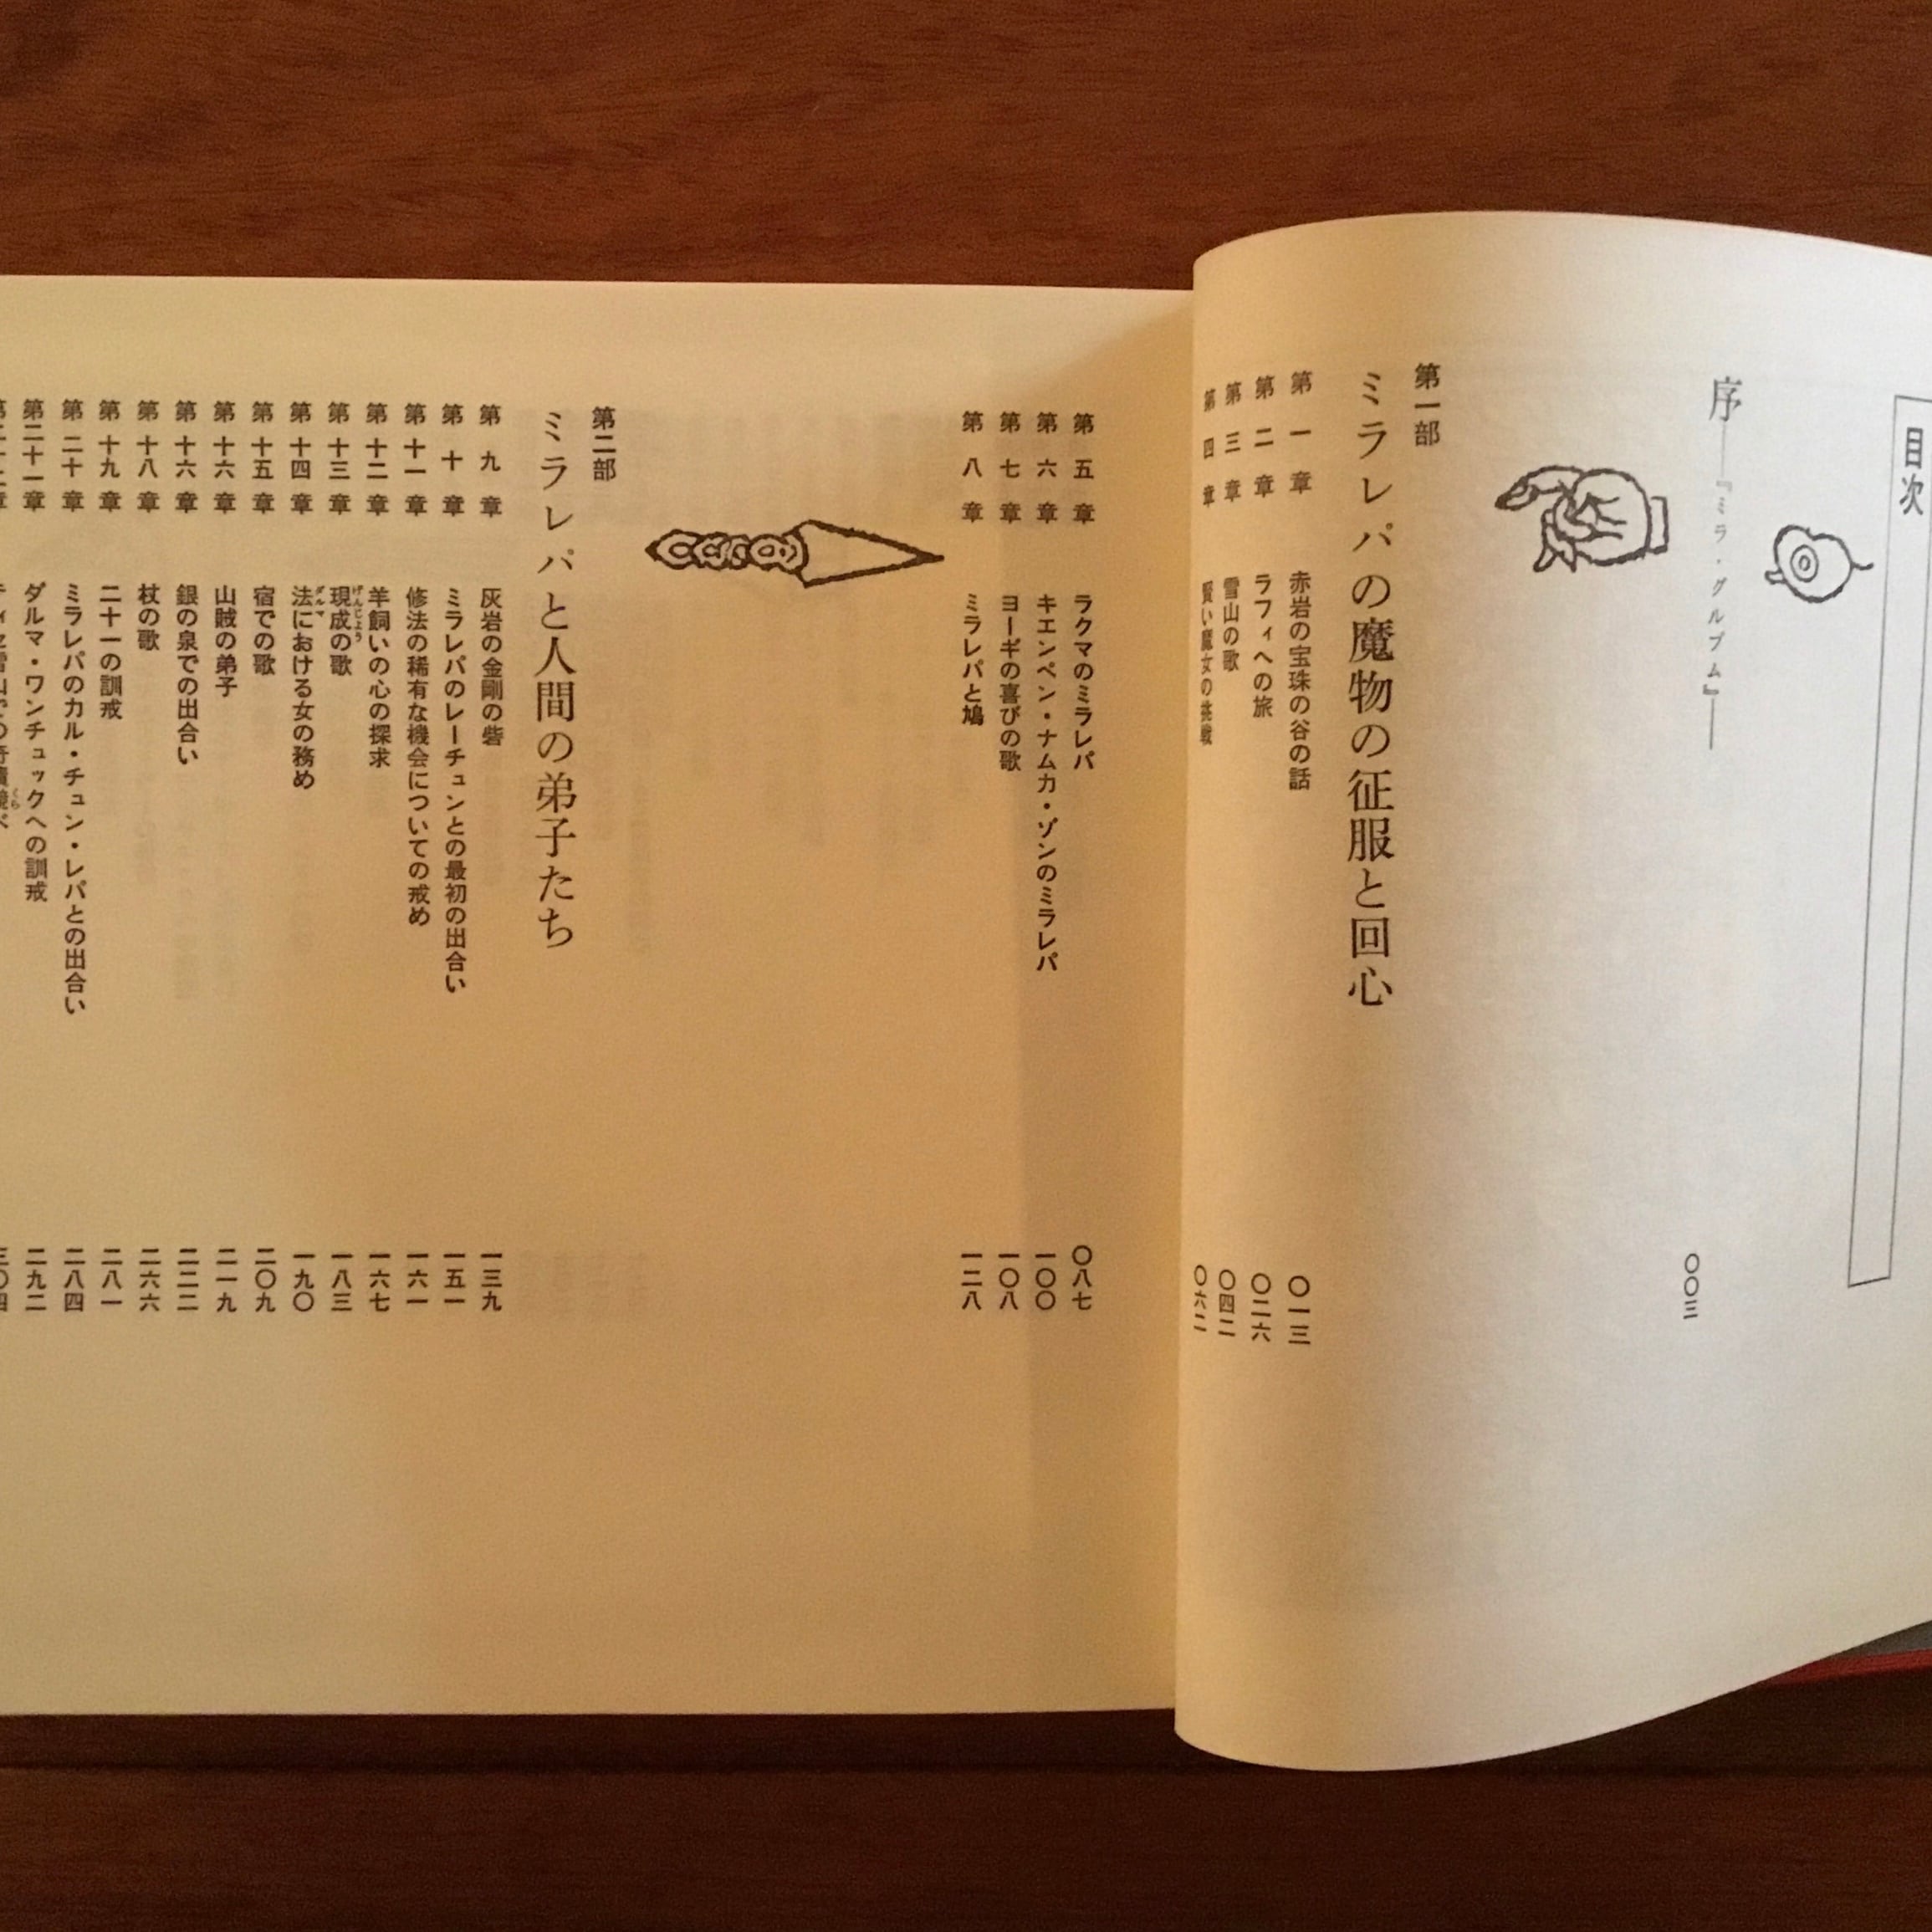 目次
序——『ミラ・グルブム』—— 〇〇三
第一部
ミラレパの魔物の征服と回心
第一章 赤岩の宝珠の谷の話 〇一三
第二章 ラフィへの旅 〇二六
第三章 雪山の歌 〇四二
第四章 賢い魔女の挑戦 〇六二
第五章 ラクマのミラレパ 〇八七
第六章 キエンペン・ナムカ・ゾンのミラレパ 一〇〇
第七章 ヨーギの喜びの歌 一〇八
第八章 ミラレパと鳩 一二八
第二部
ミラレパと人間の弟子たち
第九章 灰岩の金剛の砦 一三九
第十章 ミラレパのレーチュンとの最初の出合い 一五一
第十一章 修法の稀有な機会についての戒め 一六一
第十二章 羊飼いの心の探求 一六七
第十三章 現成の歌 一八三
げんじょう
第十四章 法における女の務め 一九〇
ダルマ
第十五章 宿での歌 二〇九
第十六章 山賊の弟子 二一九
第十六章 銀の泉での出合い 二二二
第十八章 杖の歌 二六六
第十九章 二十一の訓戒 二八一
第二十章 ミラレパのカル・チュン・レパとの出合い 二八四
第二十一章 ダルマ・ワンチュックへの訓戒 二九二